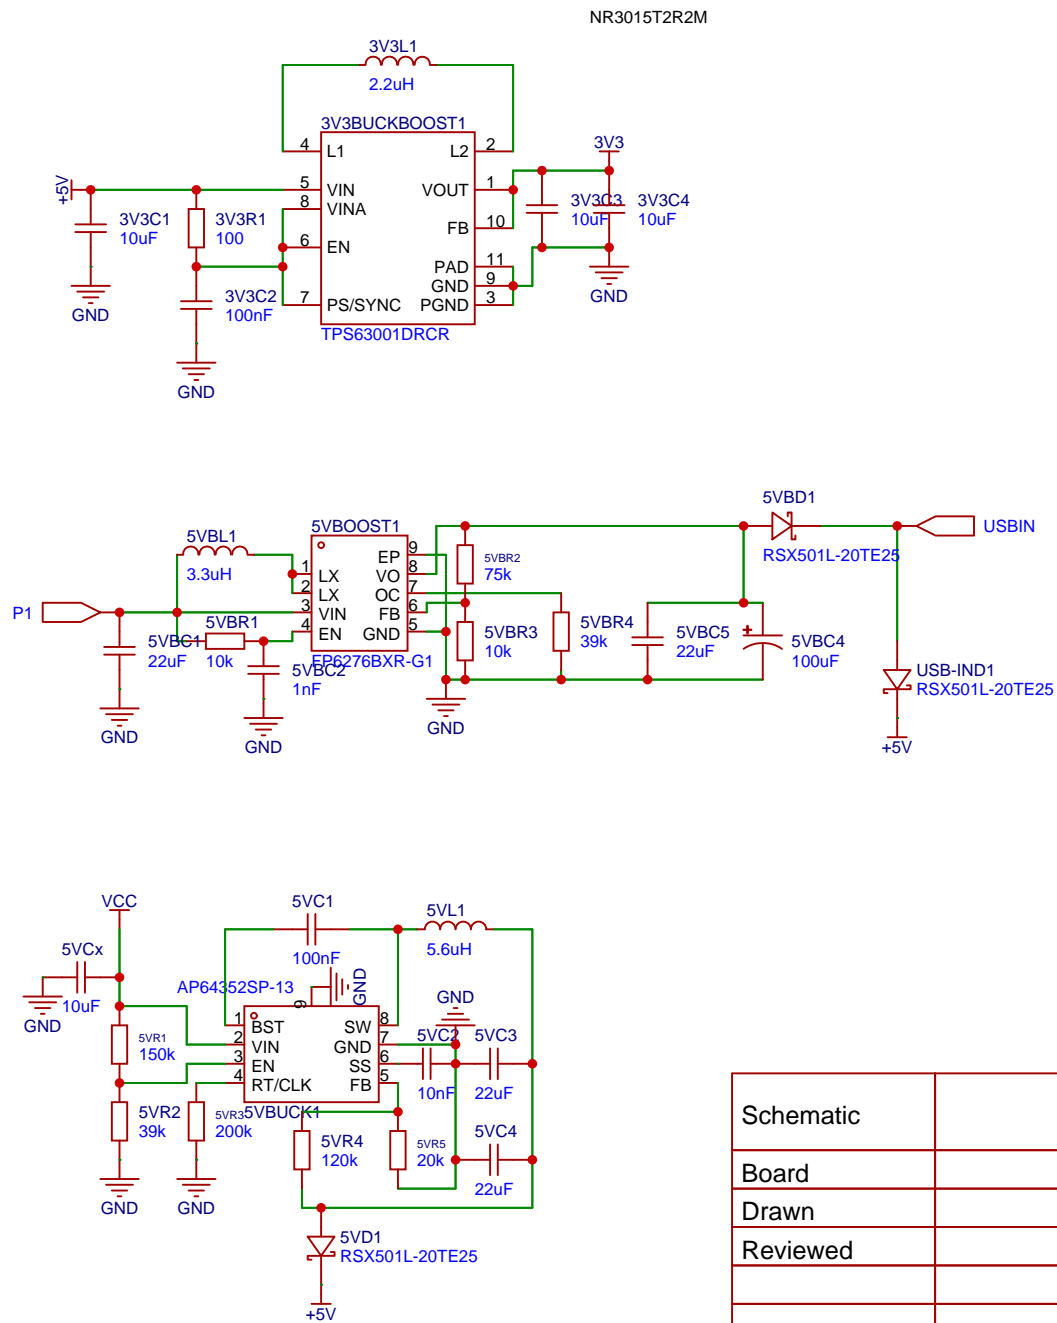 NR3015T2R2M
3V3L1
2.2uH
3V3BUCKBOOST1
4 L1 L2 2
3V3
+5V
5 VIN VOUT 1
8 VINA
3V3C1
10uF
3V3R1
100
3V3C3
10uF
3V3C4
10uF
FB 10
6 EN
PAD 11
GND 9
7 PS/SYNC PGND 3
3V3C2
100nF
GND
GND
TPS63001DRCR
GND
5VBD1
RSX501L-20TE25
USBIN
5VBL1
3.3uH
5VBOOST1
EP 9
1 LX VO 8
2 LX OC 7
3 VIN FB 6
4 EN GND 5
5VBR2
75k
P1
5VBC1
22uF
5VBR1
10k
5VBC2
1nF
EP6276BXR-G1
5VBR3
10k
5VBR4
39k
5VBC5
22uF
5VBC4
100uF
USB-IND1
RSX501L-20TE25
GND
GND
GND
+5V
VCC
5VC1
100nF
5VL1
5.6uH
5VCx
10uF
GND
AP64352SP-13
9
GND
GND
1 BST SW 8
2 VIN GND 7
3 EN SS 6
4 RT/CLK FB 5
5VR1
150k
5VC2
10nF
5VC3
22uF
5VR2
39k
5VR3
200k
5VBUCK1
5VR4
120k
5VR5
20k
5VC4
22uF
GND
GND
5VD1
RSX501L-20TE25
+5V
Schematic
Board
Drawn
Reviewed